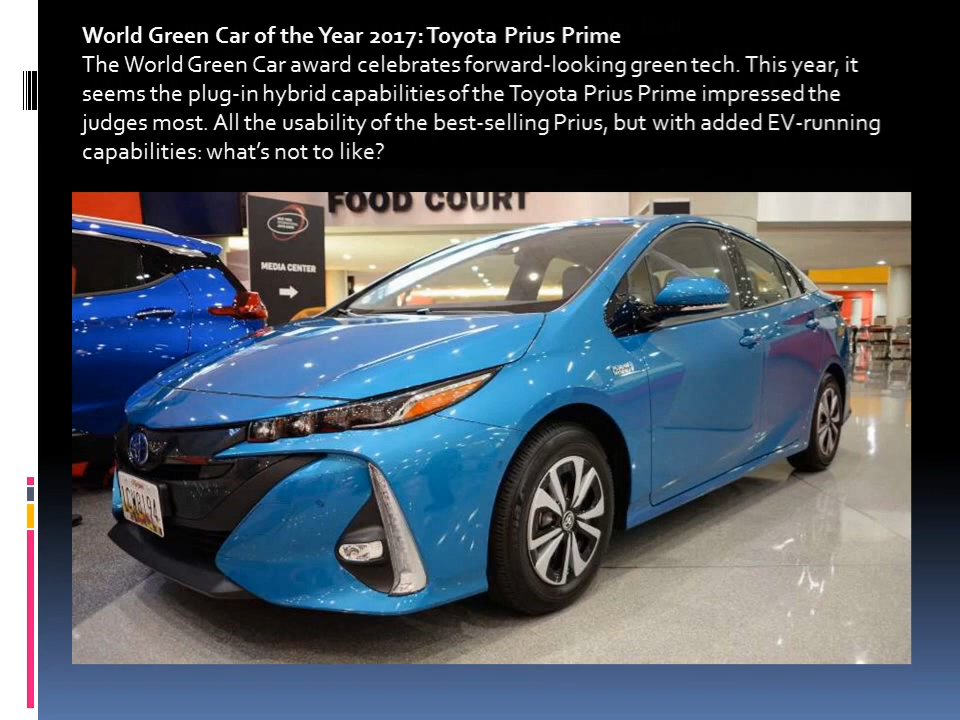 World Green Car of the Year 2017: Toyota Prius Prime
The World Green Car award celebrates forward-looking green tech. This year, it
seems the plug-in hybrid capabilities of the Toyota Prius Prime impressed the
judges most. All the usability of the best-selling Prius, but with added EV-running
capabilities: what's not to like?
FOOD COURT
MEDIA CENTER